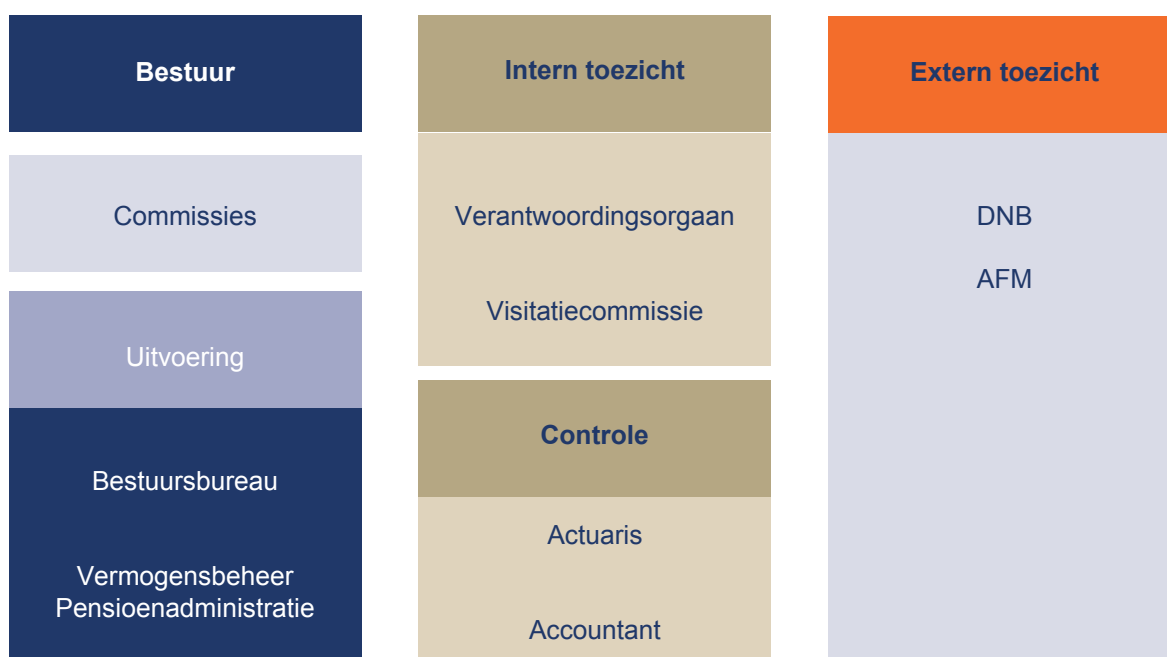 Bestuur
Commissies
Uitvoering
Bestuursbureau
Vermogensbeheer
Pensioenadministratie
Intern toezicht
Verantwoordingsorgaan
Visitatiecommissie
Controle
Actuaris
Accountant
Extern toezicht
DNB
AFM